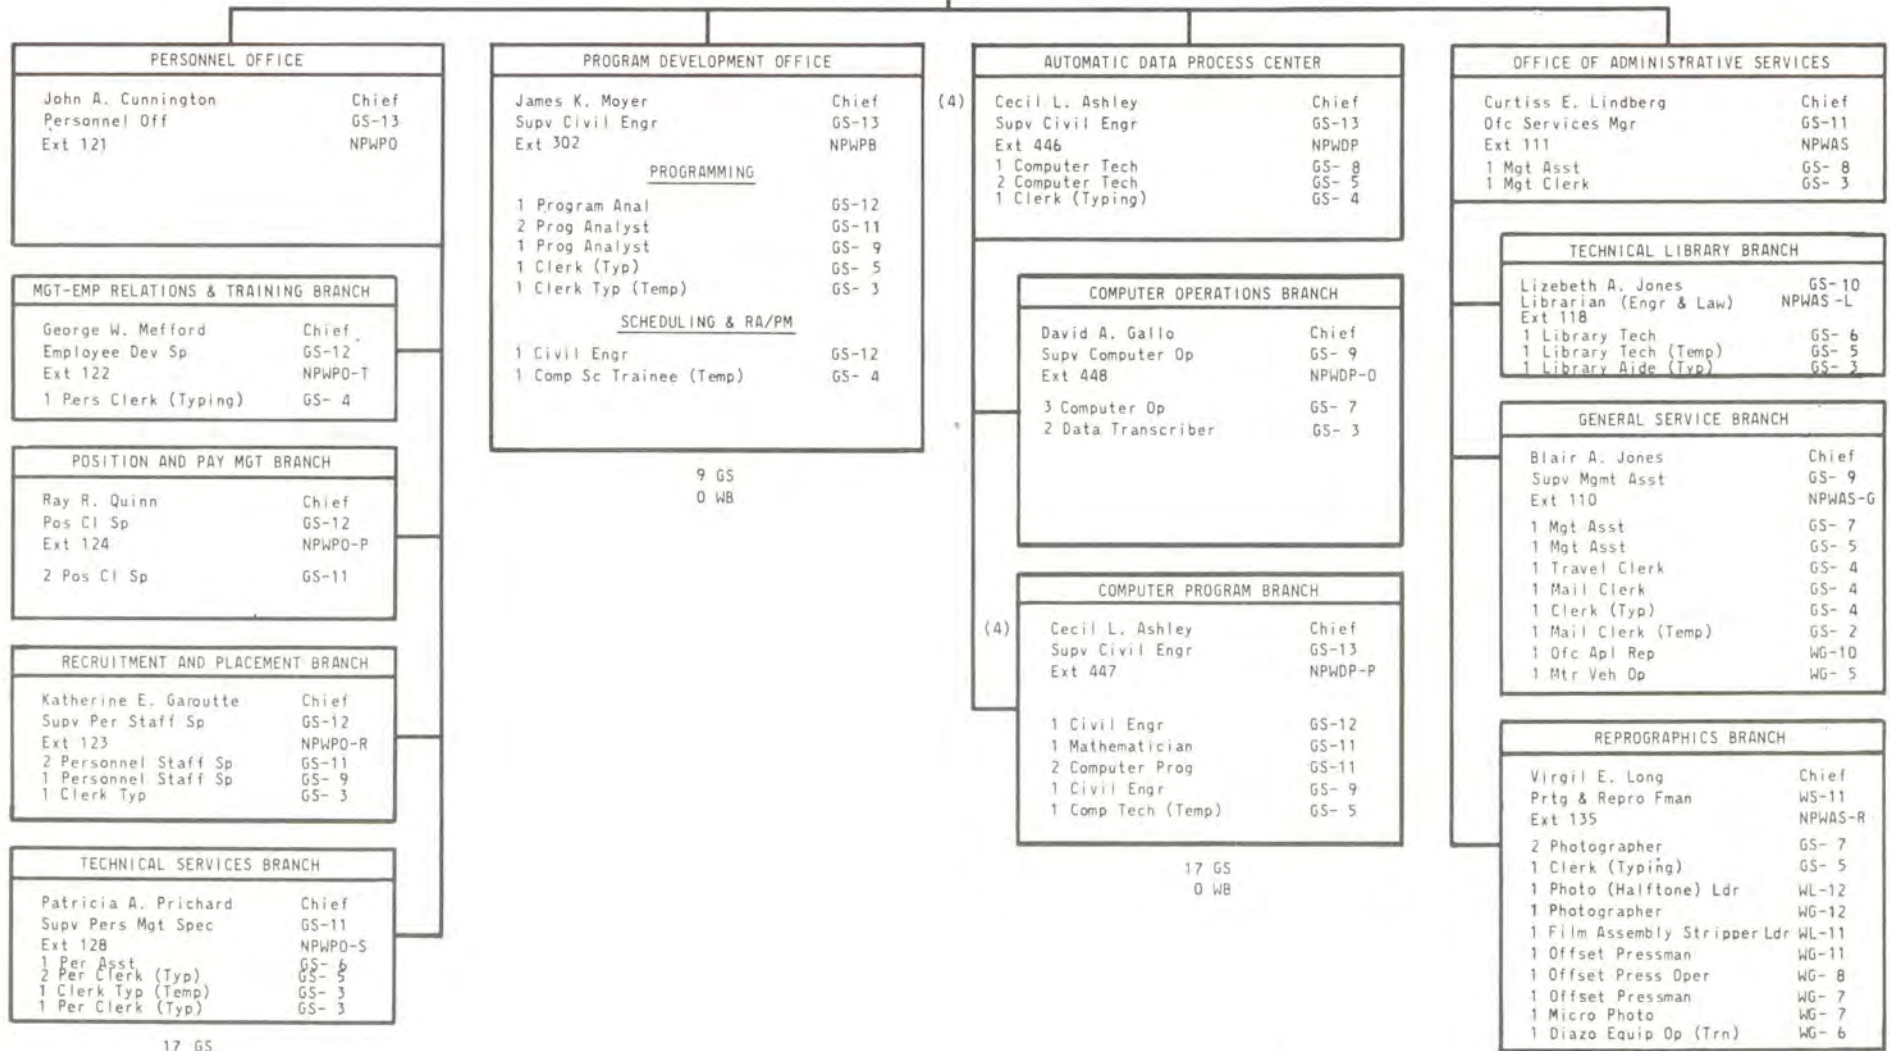 PERSONNEL OFFICE
John A. Cunnington Chief
Personnel Off GS-13
Ext 121 NPWPO
MGT-EMP RELATIONS & TRAINING BRANCH
George W. Mefford Chief
Employee Dev Sp GS-12
Ext 122 NPWPO-T
1 Pers Clerk (Typing) GS- 4
POSITION AND PAY MGT BRANCH
Ray R. Quinn Chief
Pos Cl Sp GS-12
Ext 124 NPWPO-P
2 Pos Cl Sp GS-11
RECRUITMENT AND PLACEMENT BRANCH
Katherine E. Garoutte Chief
Supv Per Staff Sp GS-12
Ext 123 NPWPO-R
2 Personnel Staff Sp GS-11
1 Personnel Staff Sp GS- 9
1 Clerk Typ GS- 3
TECHNICAL SERVICES BRANCH
Patricia A. Prichard Chief
Supv Pers Mgt Spec GS-11
Ext 128 NPWPO-S
1 Per Asst GS- 6
2 Per Clerk (Typ) GS- 5
1 Clerk Typ (Temp) GS- 3
1 Per Clerk (Typ) GS- 3
17 GS
PROGRAM DEVELOPMENT OFFICE
James K. Moyer Chief
Supv Civil Engr GS-13
Ext 302 NPWPB
PROGRAMMING
1 Program Anal GS-12
2 Prog Analyst GS-11
1 Prog Analyst GS- 9
1 Clerk (Typ) GS- 5
1 Clerk Typ (Temp) GS- 3
SCHEDULING & RA/PM
1 Civil Engr GS-12
1 Comp Sc Trainee (Temp) GS- 4
9 GS
0 WB
AUTOMATIC DATA PROCESS CENTER
(4) Cecil L. Ashley Chief
Supv Civil Engr GS-13
Ext 446 NPWDP
1 Computer Tech GS- 8
2 Computer Tech GS- 5
1 Clerk (Typing) GS- 4
COMPUTER OPERATIONS BRANCH
David A. Gallo Chief
Supv Computer Op GS- 9
Ext 448 NPWDP-O
3 Computer Op GS- 7
2 Data Transcriber GS- 3
COMPUTER PROGRAM BRANCH
(4) Cecil L. Ashley Chief
Supv Civil Engr GS-13
Ext 447 NPWDP-P
1 Civil Engr GS-12
1 Mathematician GS-11
2 Computer Prog GS-11
1 Civil Engr GS- 9
1 Comp Tech (Temp) GS- 5
17 GS
0 WB
OFFICE OF ADMINISTRATIVE SERVICES
Curtiss E. Lindberg Chief
Ofc Services Mgr GS-11
Ext 111 NPWAS
1 Mgt Asst GS- 8
1 Mgt Clerk GS- 3
TECHNICAL LIBRARY BRANCH
Lizebeth A. Jones GS-10
Librarian (Engr & Law) NPWAS-L
Ext 118
1 Library Tech GS- 6
1 Library Tech (Temp) GS- 5
1 Library Aide (Typ) GS- 3
GENERAL SERVICE BRANCH
Blair A. Jones Chief
Supv Mgmt Asst GS- 9
Ext 110 NPWAS-G
1 Mgt Asst GS- 7
1 Mgt Asst GS- 5
1 Travel Clerk GS- 4
1 Mail Clerk GS- 4
1 Clerk (Typ) GS- 4
1 Mail Clerk (Temp) GS- 2
1 Ofc Apl Rep WG-10
1 Mtr Veh Op WG- 5
REPROGRAPHICS BRANCH
Virgil E. Long Chief
Prtg & Repro Fman WS-11
Ext 135 NPWAS-R
2 Photographer GS- 7
1 Clerk (Typing) GS- 5
1 Photo (Halftone) Ldr WL-12
1 Photographer WG-12
1 Film Assembly Stripper Ldr WL-11
1 Offset Pressman WG-11
1 Offset Press Oper WG- 8
1 Offset Pressman WG- 7
1 Micro Photo WG- 7
1 Diazo Equip Op (Trn) WG- 6